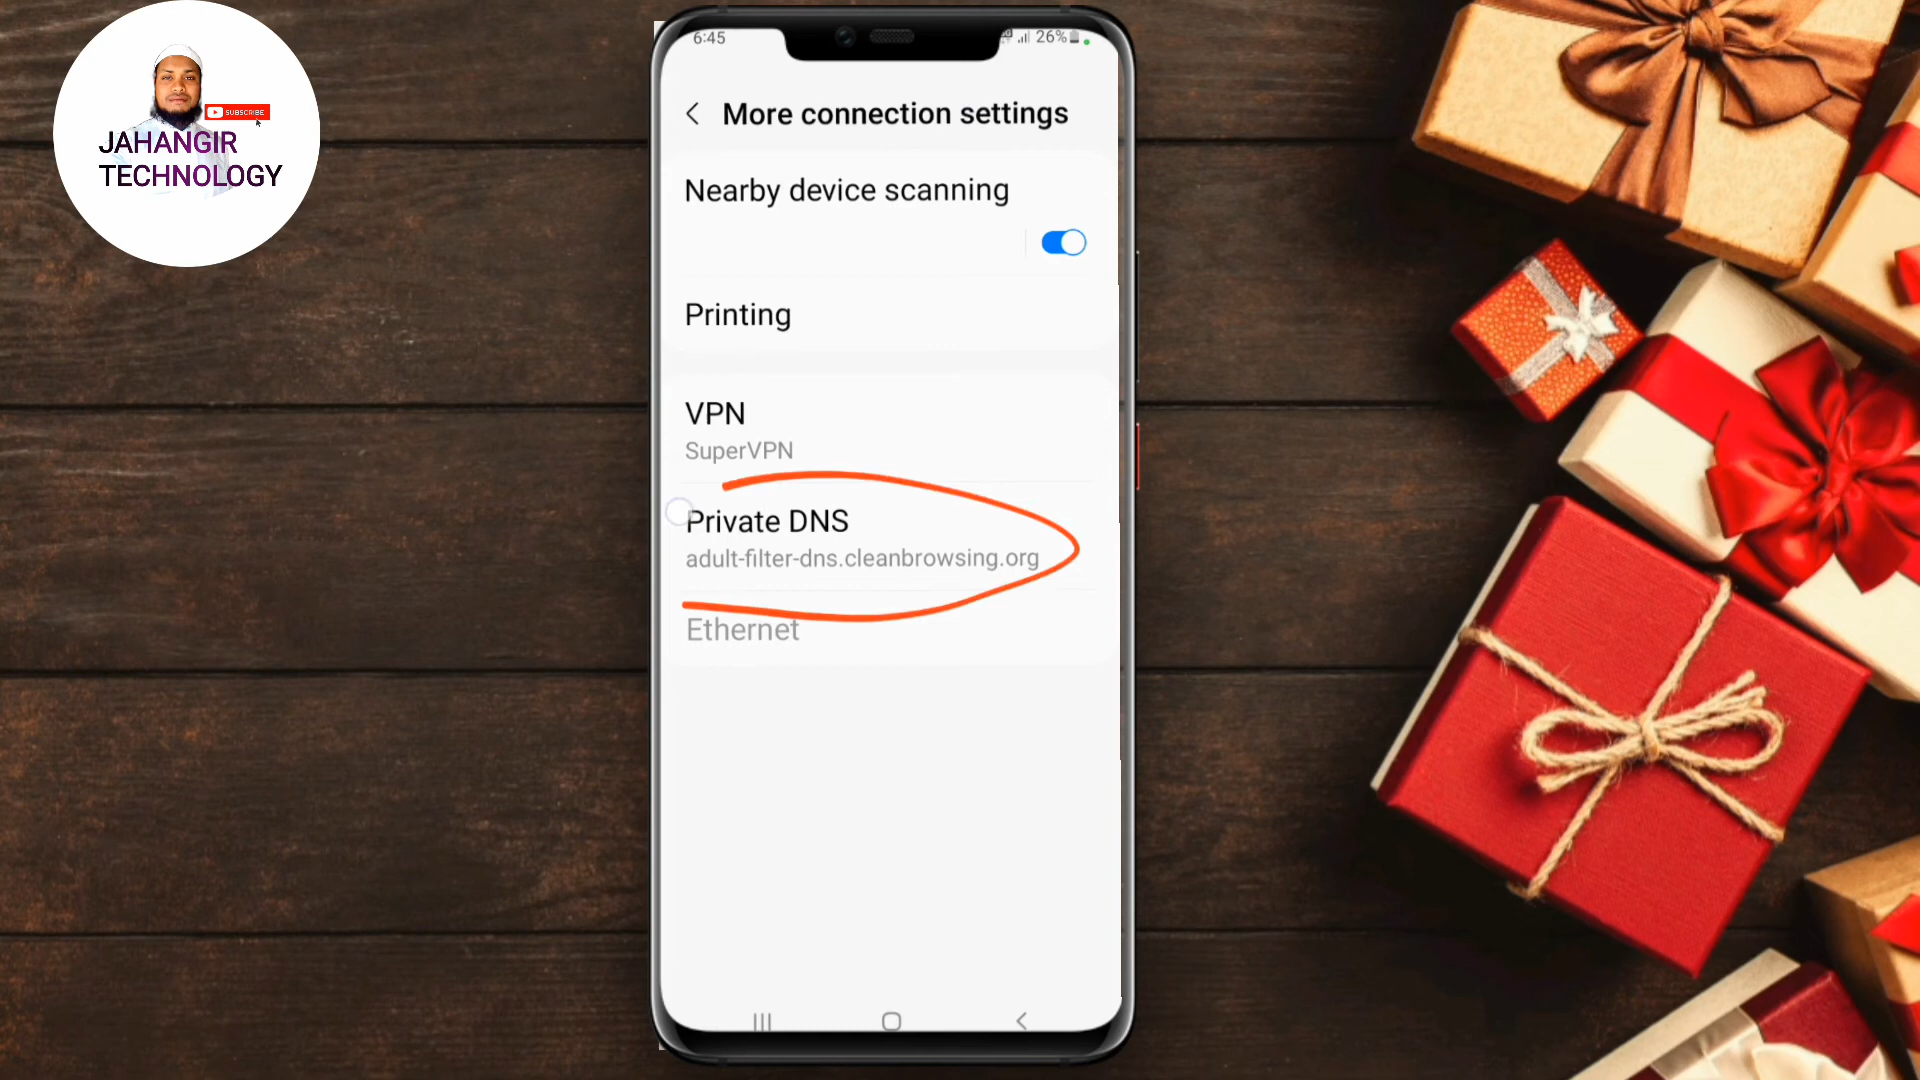 JAHANGIR
TECHNOLOGY
SUBSCRIBE
6:45
26%
More connection settings
Nearby device scanning
Printing
VPN
SuperVPN
Private DNS
adult-filter-dns.cleanbrowsing.org
Ethernet